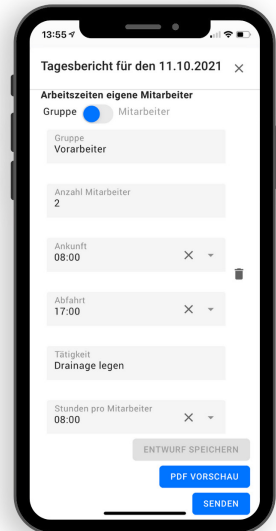 13:55
Tagesbericht für den 11.10.2021
Arbeitszeiten eigene Mitarbeiter
Gruppe Mitarbeiter
Gruppe
Vorarbeiter
Anzahl Mitarbeiter
2
Ankunft
08:00
Abfahrt
17:00
Tätigkeit
Drainage legen
Stunden pro Mitarbeiter
08:00
ENTWURF SPEICHERN
PDF VORSCHAU
SENDEN